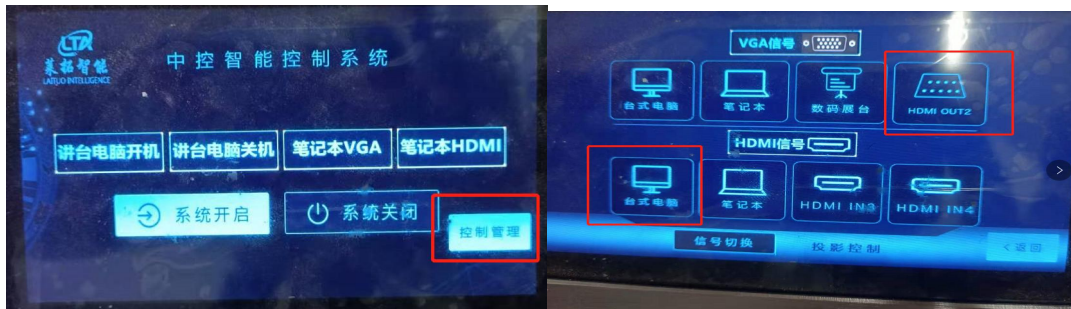 LTA
莱拓智能
LAITUO INTELLIGENCE
中控智能控制系统
讲台电脑开机 讲台电脑关机 笔记本VGA 笔记本HDMI
系统开启 系统关闭
控制管理
VGA信号
台式电脑 笔记本 数码展台 HDMI OUT2
HDMI信号
台式电脑 笔记本 HDMI IN3 HDMI IN4
信号切换 投影控制 <返回